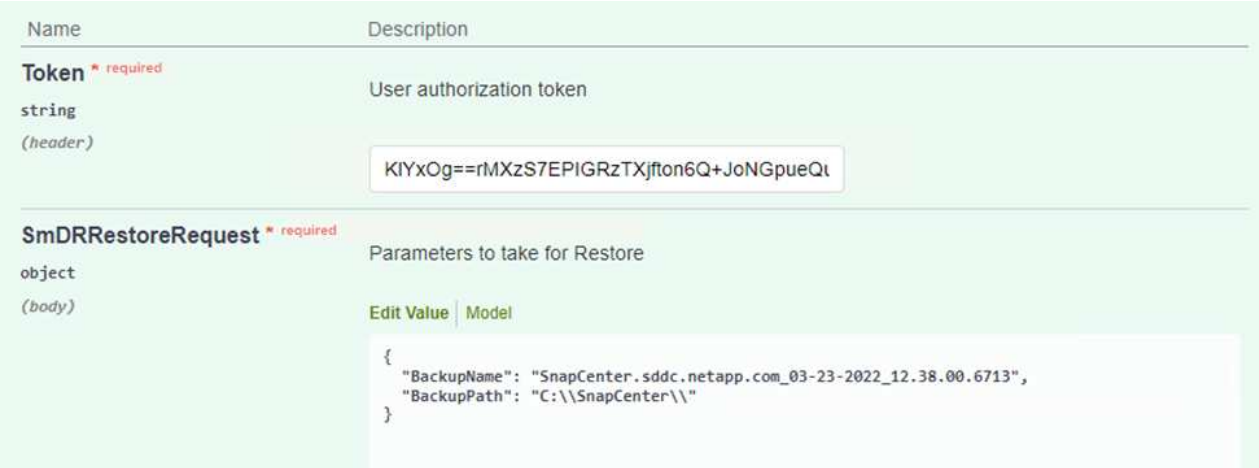 Name Description
Token * required
User authorization token
string
(header)
KlYxOg==rMXzS7EPIGRzTXjfton6Q+JoNGpueQu
SmDRRestoreRequest * required
Parameters to take for Restore
object
(body)
Edit Value Model
{
"BackupName": "SnapCenter.sddc.netapp.com_03-23-2022_12.38.00.6713",
"BackupPath": "C:\\SnapCenter\\"
}